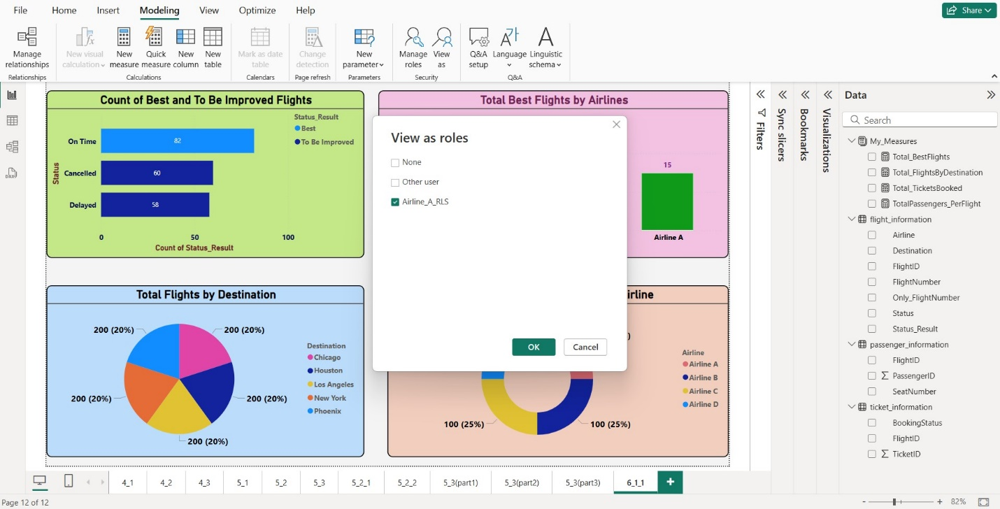 File Home Insert Modeling View Optimize Help Share
Manage relationships
New visual calculation
New measure
Quick measure
New column
New table
Mark as date table
Change detection
New parameter
Manage roles
View as
Q&A setup
Language
Linguistic schema
Relationships Calculations Calendars Page refresh Parameters Security Q&A
Count of Best and To Be Improved Flights
Status_Result
Best
To Be Improved
Status
On Time 82
Cancelled 60
Delayed 58
0 50 100
Count of Status_Result
Total Best Flights by Airlines
15
Airline A
View as roles
None
Other user
Airline_A_RLS
OK Cancel
Total Flights by Destination
200 (20%) 200 (20%)
200 (20%) 200 (20%)
200 (20%)
Destination
Chicago
Houston
Los Angeles
New York
Phoenix
irline
)
100 (25%) 100 (25%)
Airline
Airline A
Airline B
Airline C
Airline D
Filters
Sync slicers
Bookmarks
Visualizations
Data
Search
My_Measures
Total_BestFlights
Total_FlightsByDestination
Total_TicketsBooked
TotalPassengers_PerFlight
flight_information
Airline
Destination
FlightID
FlightNumber
Only_FlightNumber
Status
Status_Result
passenger_information
FlightID
PassengerID
SeatNumber
ticket_information
BookingStatus
FlightID
TicketID
4_1 4_2 4_3 5_1 5_2 5_3 5_2_1 5_2_2 5_3(part1) 5_3(part2) 5_3(part3) 6_1_1 +
Page 12 of 12 - + 82%